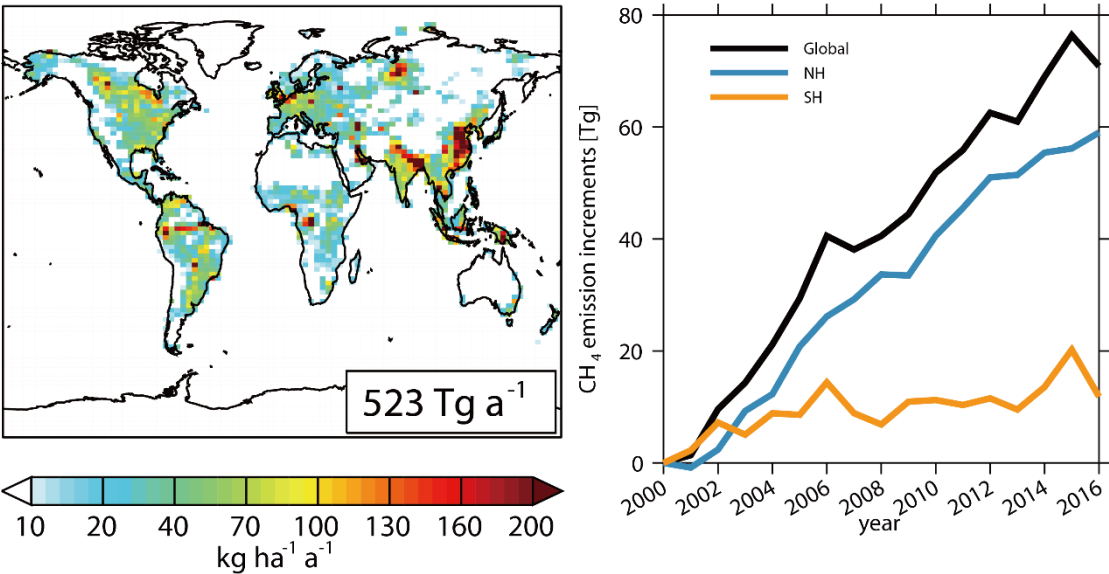 523 Tg a⁻¹
10 20 40 70 100 130 160 200
kg ha⁻¹ a⁻¹
CH₄ emission increments [Tg]
80
60
40
20
0
Global
NH
SH
2000 2002 2004 2006 2008 2010 2012 2014 2016
year